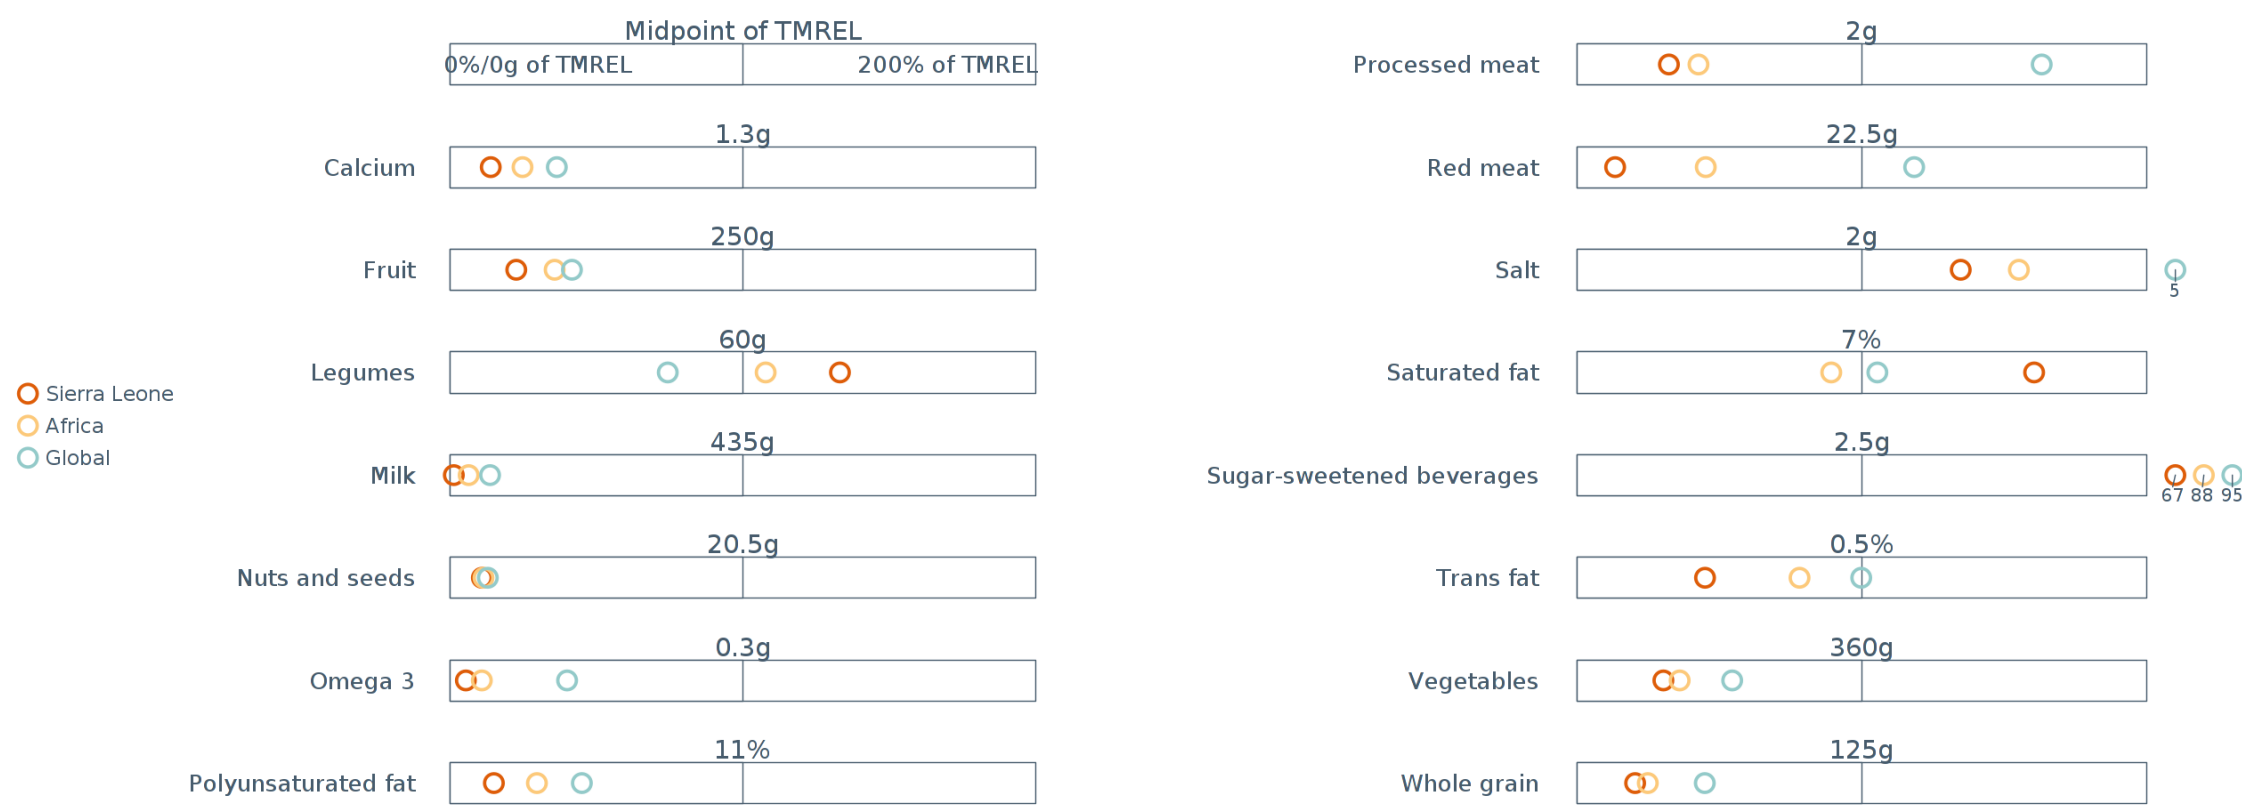 Midpoint of TMREL
0%/0g of TMREL
200% of TMREL
1.3g
Calcium
250g
Fruit
60g
Legumes
435g
Milk
20.5g
Nuts and seeds
0.3g
Omega 3
11%
Polyunsaturated fat
Sierra Leone
Africa
Global
2g
Processed meat
22.5g
Red meat
2g
Salt
5
7%
Saturated fat
2.5g
Sugar-sweetened beverages
67 88 95
0.5%
Trans fat
360g
Vegetables
125g
Whole grain